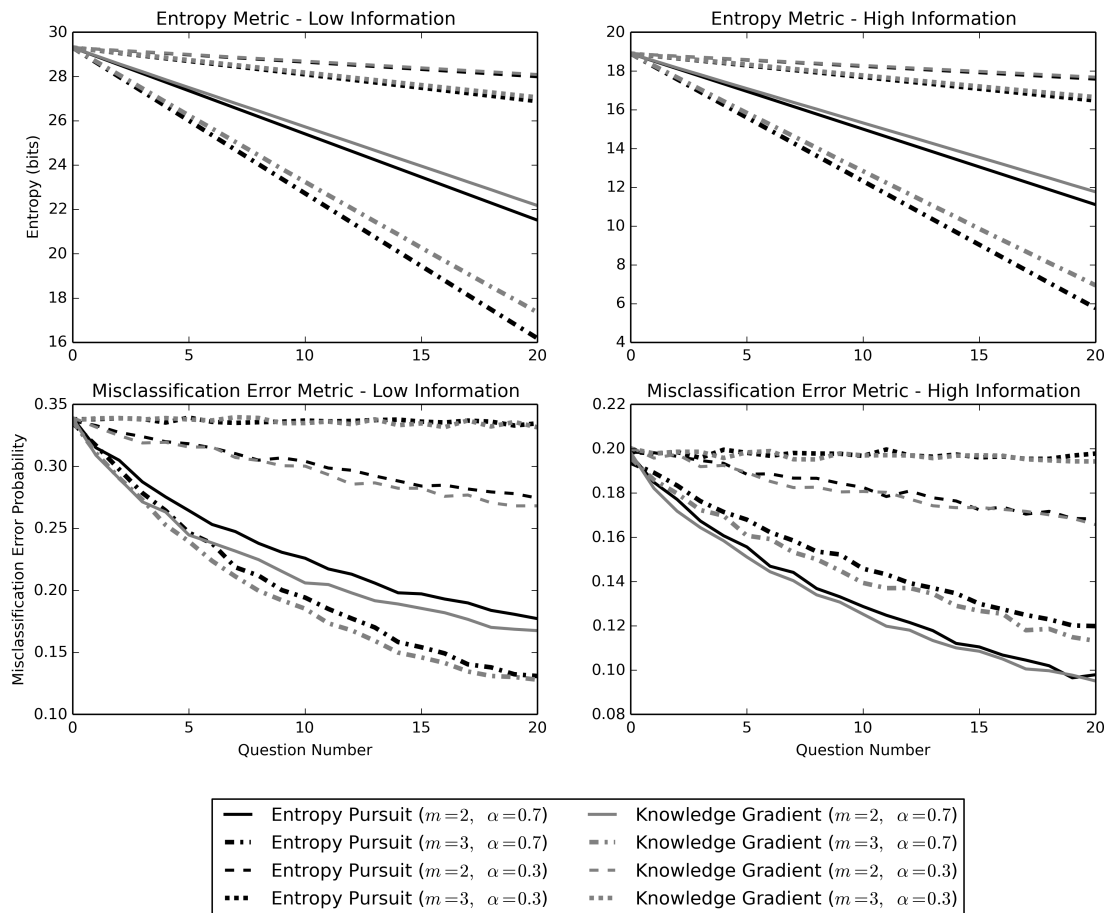 Entropy Metric - Low Information
30
28
26
24
22
20
18
16
Entropy (bits)
0 5 10 15 20
Entropy Metric - High Information
20
18
16
14
12
10
8
6
4
0 5 10 15 20
Misclassification Error Metric - Low Information
0.35
0.30
0.25
0.20
0.15
0.10
Misclassification Error Probability
0 5 10 15 20
Question Number
Misclassification Error Metric - High Information
0.22
0.20
0.18
0.16
0.14
0.12
0.10
0.08
0 5 10 15 20
Question Number
Entropy Pursuit (m=2, α=0.7)
Entropy Pursuit (m=3, α=0.7)
Entropy Pursuit (m=2, α=0.3)
Entropy Pursuit (m=3, α=0.3)
Knowledge Gradient (m=2, α=0.7)
Knowledge Gradient (m=3, α=0.7)
Knowledge Gradient (m=2, α=0.3)
Knowledge Gradient (m=3, α=0.3)